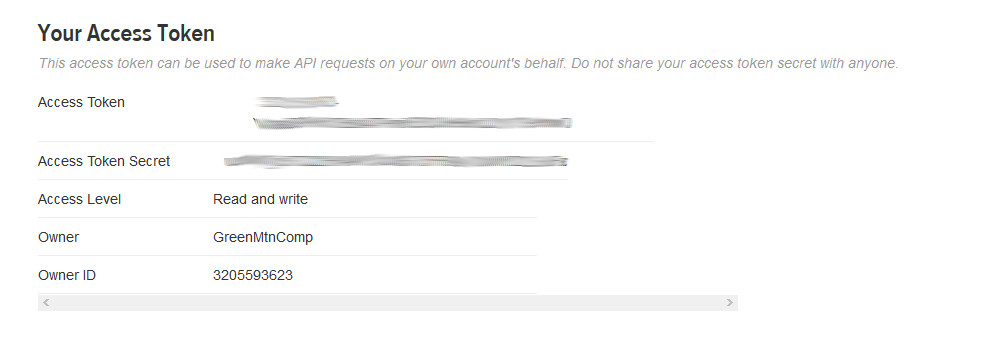 Your Access Token
This access token can be used to make API requests on your own account's behalf. Do not share your access token secret with anyone.
Access Token
Access Token Secret
Access Level Read and write
Owner GreenMtnComp
Owner ID 3205593623